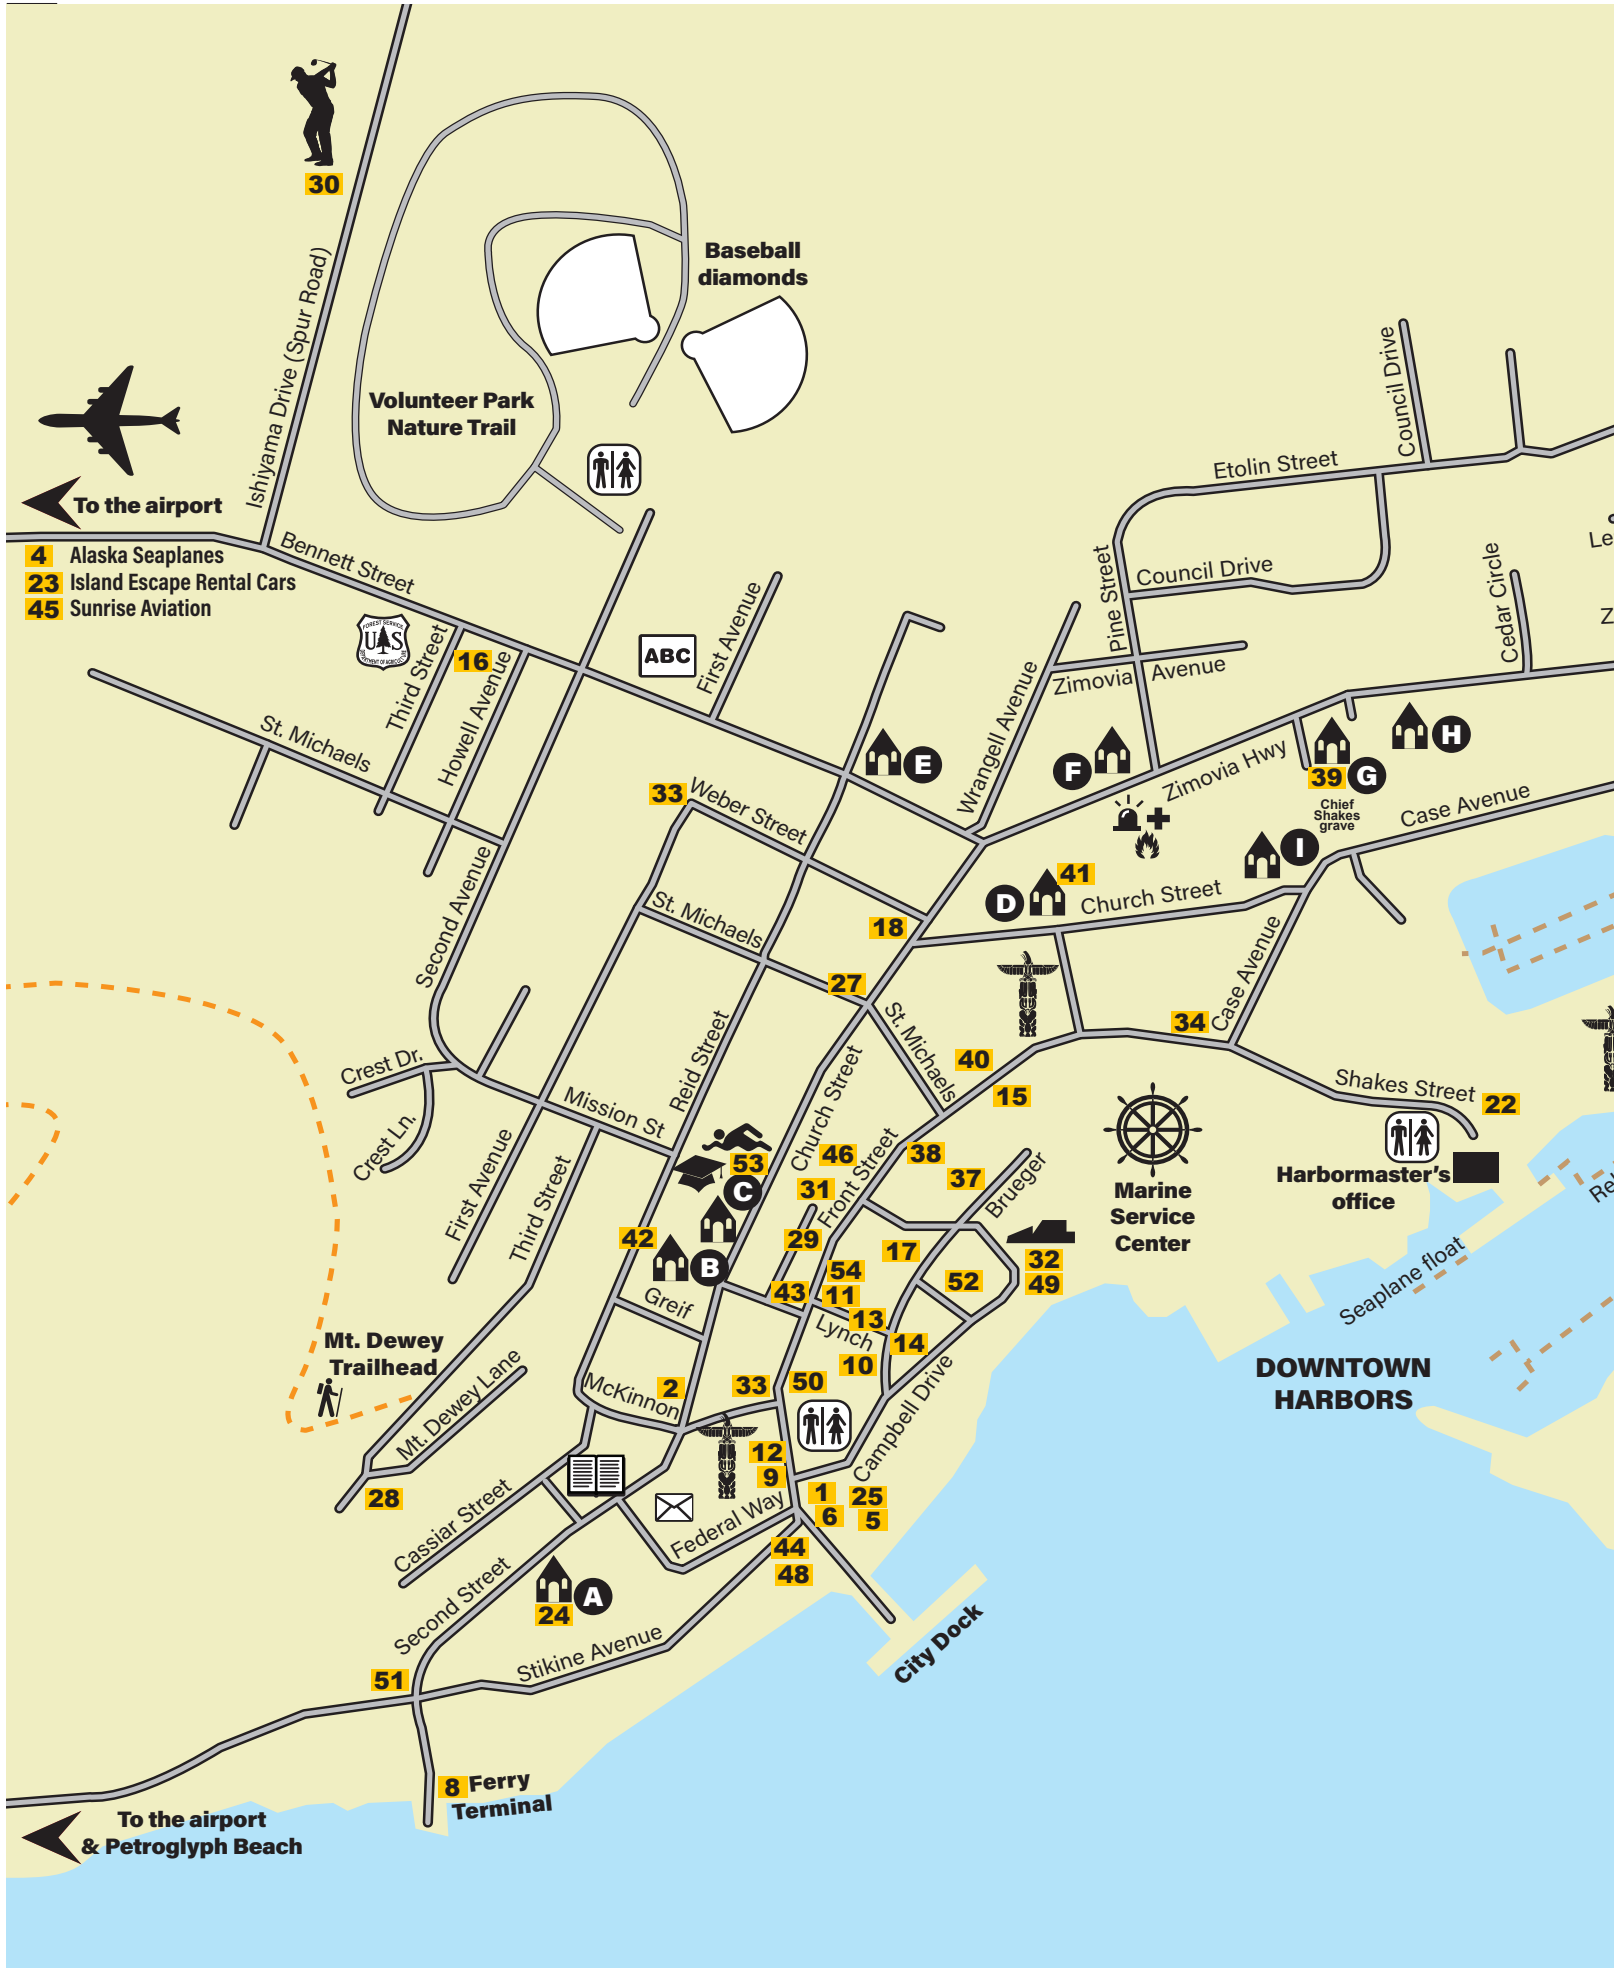 30
Ishiyama Drive (Spur Road)
Baseball
diamonds
Volunteer Park
Nature Trail
To the airport
4 Alaska Seaplanes
23 Island Escape Rental Cars
45 Sunrise Aviation
Bennett Street
FOREST SERVICE
U S
DEPARTMENT OF AGRICULTURE
Third Street
16
Howell Avenue
St. Michaels
ABC
First Avenue
Council Drive
Etolin Street
Pine Street
Council Drive
Cedar Circle
Le
Z
Zimovia Avenue
Wrangell Avenue
E
F
Zimovia Hwy
H
39 G
Chief
Shakes
grave
Case Avenue
33
Weber Street
I
41
D
Church Street
18
St. Michaels
Second Avenue
27
St. Michaels
Case Avenue
34
40
15
Shakes Street
22
Harbormaster's
office
Crest Dr.
Crest Ln.
Mission St
Reid Street
Church Street
First Avenue
Third Street
53
C
46
38
37
31
Front Street
Brueger
Marine
Service
Center
Rel
Seaplane float
42
B
29
17
32
49
54
52
43
11
13
Greif
Lynch
14
10
Mt. Dewey
Trailhead
Mt. Dewey Lane
McKinnon
2
33
50
Campbell Drive
DOWNTOWN
HARBORS
28
12
9
1
25
6
5
Cassiar Street
Federal Way
44
48
Second Street
A
24
City Dock
Stikine Avenue
51
8 Ferry
Terminal
To the airport
& Petroglyph Beach